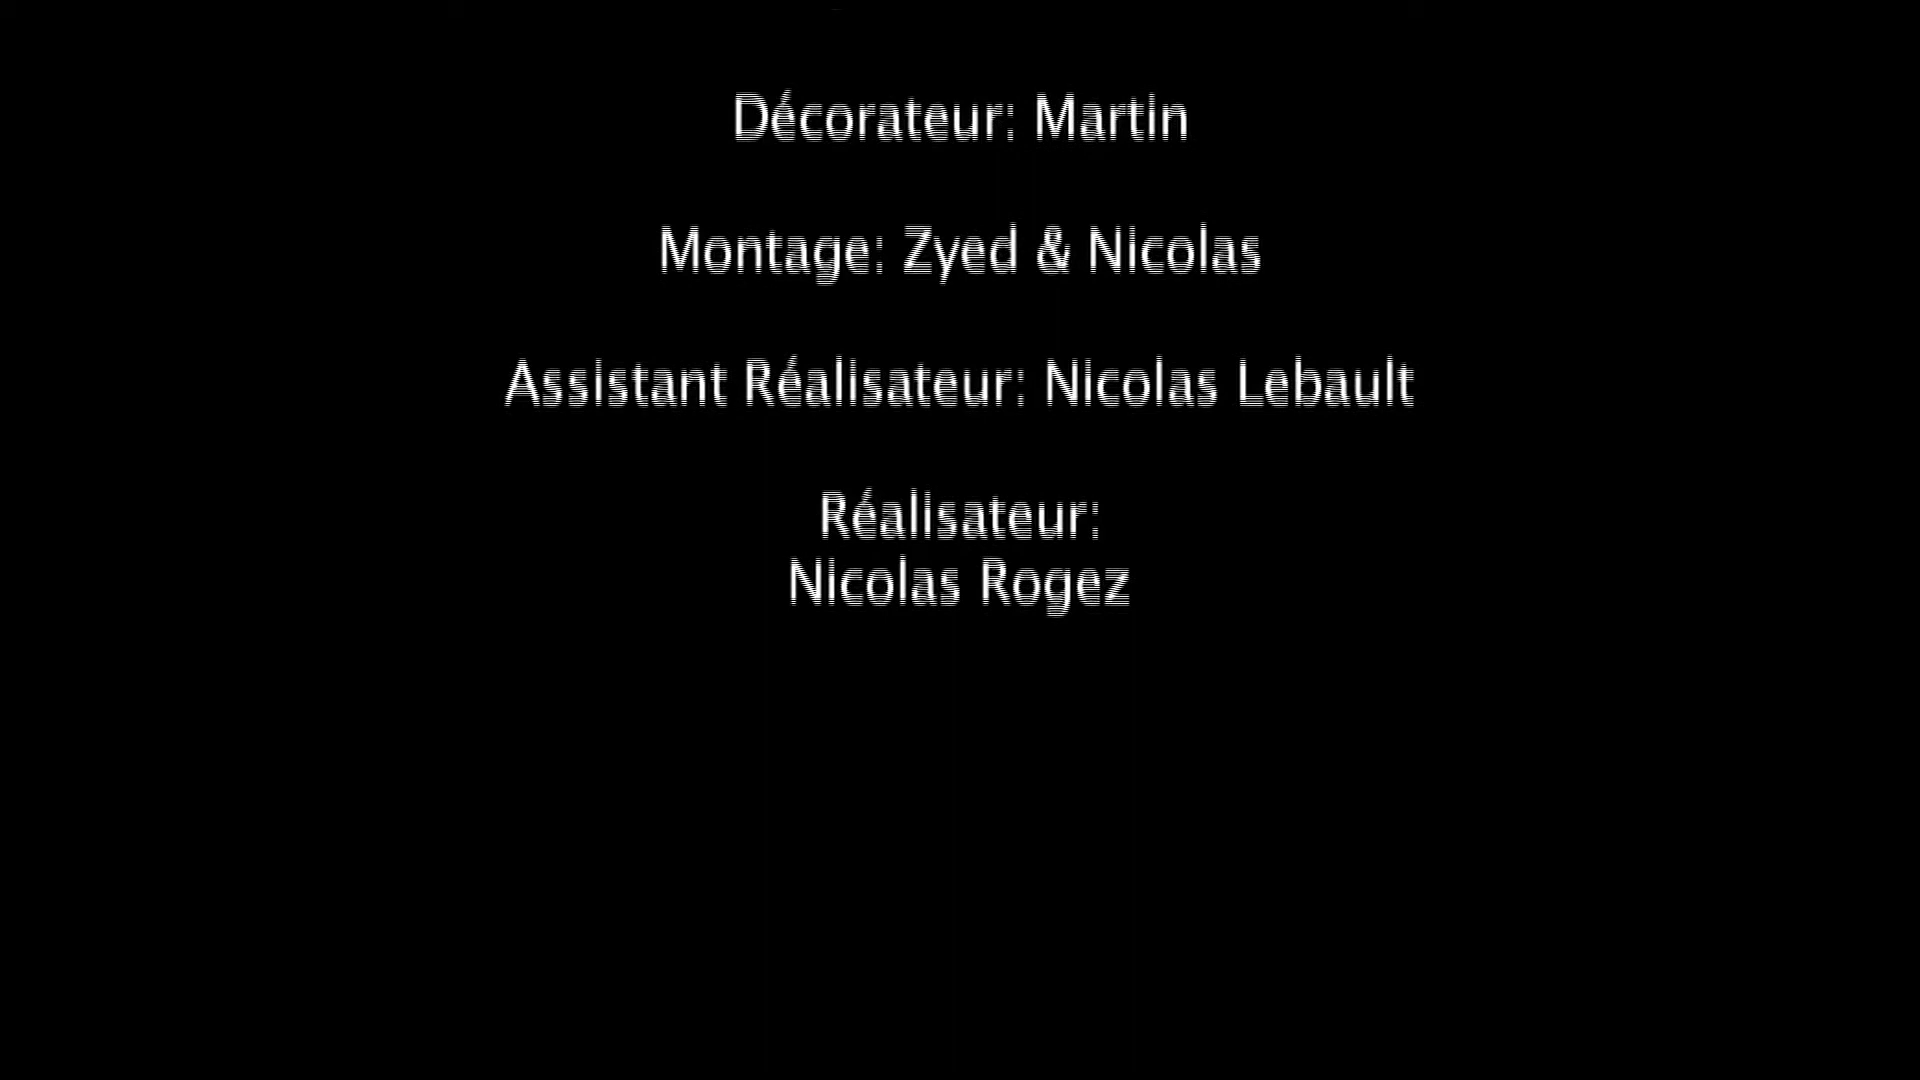 Décorateur: Martin
Montage: Zyed & Nicolas
Assistant Réalisateur: Nicolas Lebault
Réalisateur:
Nicolas Rogez